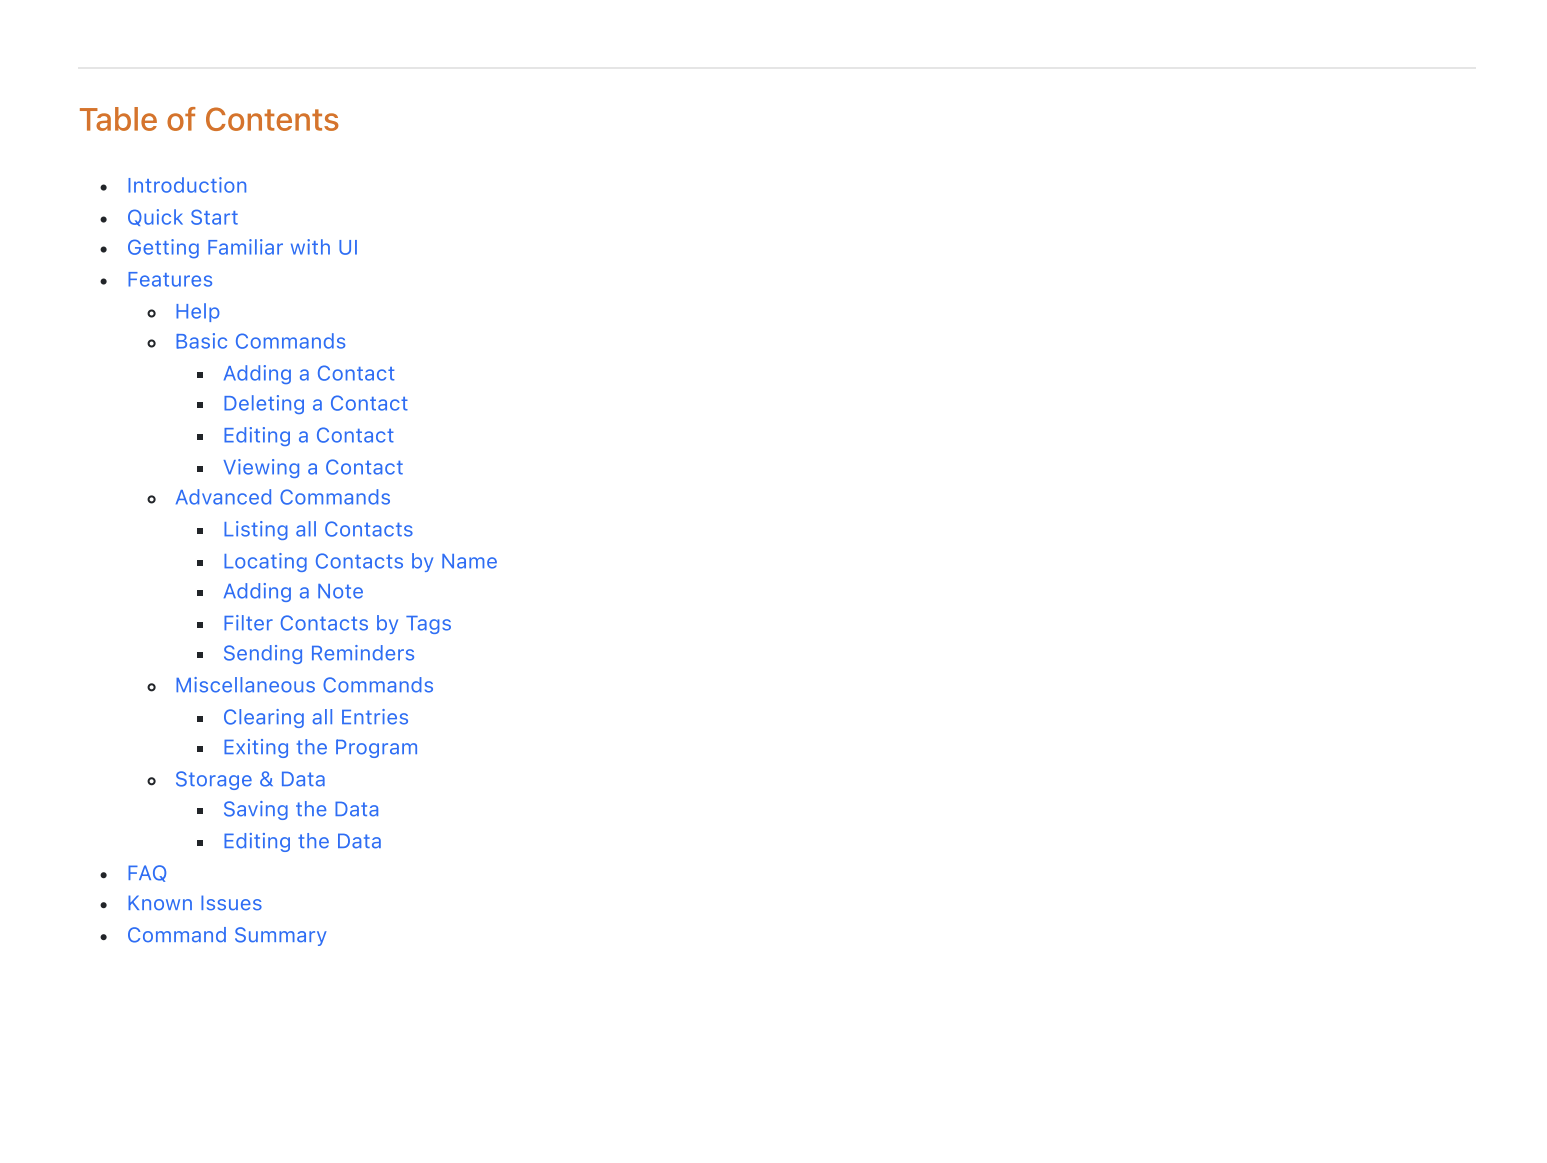 Table of Contents
Introduction
Quick Start
Getting Familiar with UI
Features
Help
Basic Commands
Adding a Contact
Deleting a Contact
Editing a Contact
Viewing a Contact
Advanced Commands
Listing all Contacts
Locating Contacts by Name
Adding a Note
Filter Contacts by Tags
Sending Reminders
Miscellaneous Commands
Clearing all Entries
Exiting the Program
Storage & Data
Saving the Data
Editing the Data
FAQ
Known Issues
Command Summary